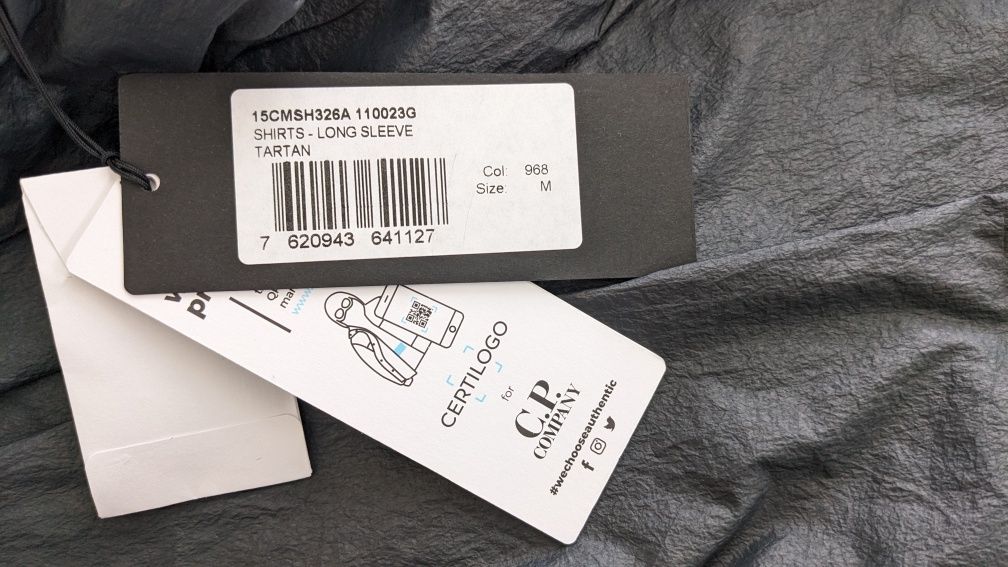 15CMSH326A 110023G
SHIRTS - LONG SLEEVE
TARTAN
Col: 968
Size: M
7 620943 641127
CERTILOGO
for
C.P.
COMPANY
#wechooseauthentic